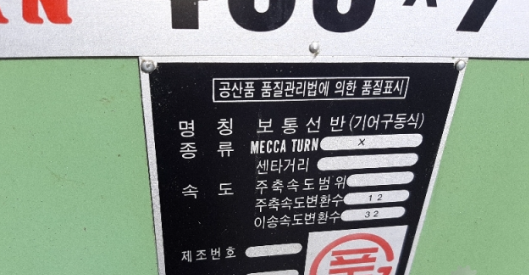 공산품 품질관리법에 의한 품질표시
명 칭 보통선반(기어구동식)
종 류 MECCA TURN X
센타거리
속 도 주축속도범위
주축속도변환수 12
이송속도변환수 32
제조번호